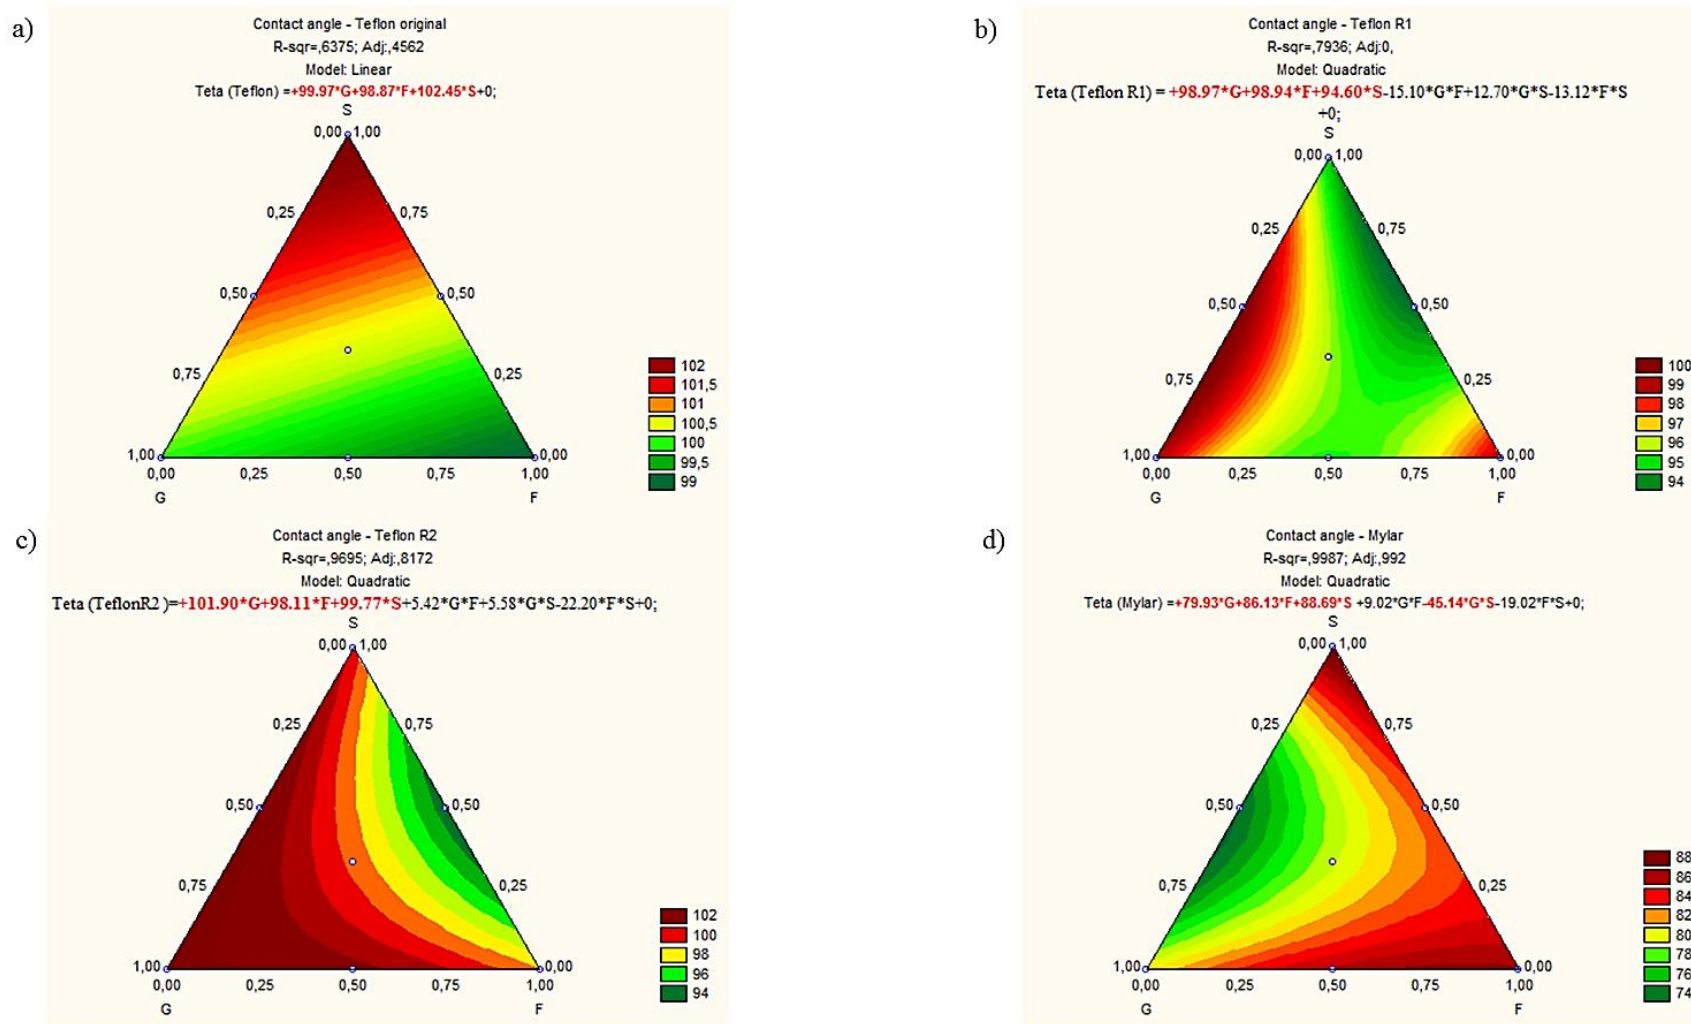 a)
Contact angle - Teflon original
R-sqr=,6375; Adj:,4562
Model: Linear
Teta (Teflon) =+99.97*G+98.87*F+102.45*S+0;
S
0,00 1,00
0,25 0,75
0,50 0,50
0,75 0,25
1,00 0,00
0,00 0,25 0,50 0,75 1,00
G F
102
101,5
101
100,5
100
99,5
99
b)
Contact angle - Teflon R1
R-sqr=,7936; Adj:0,
Model: Quadratic
Teta (Teflon R1) = +98.97*G+98.94*F+94.60*S-15.10*G*F+12.70*G*S-13.12*F*S
+0;
S
0,00 1,00
0,25 0,75
0,50 0,50
0,75 0,25
1,00 0,00
0,00 0,25 0,50 0,75 1,00
G F
100
99
98
97
96
95
94
c)
Contact angle - Teflon R2
R-sqr=,9695; Adj:,8172
Model: Quadratic
Teta (TeflonR2 )=+101.90*G+98.11*F+99.77*S+5.42*G*F+5.58*G*S-22.20*F*S+0;
S
0,00 1,00
0,25 0,75
0,50 0,50
0,75 0,25
1,00 0,00
0,00 0,25 0,50 0,75 1,00
G F
102
100
98
96
94
d)
Contact angle - Mylar
R-sqr=,9987; Adj:,992
Model: Quadratic
Teta (Mylar) =+79.93*G+86.13*F+88.69*S +9.02*G*F-45.14*G*S-19.02*F*S+0;
S
0,00 1,00
0,25 0,75
0,50 0,50
0,75 0,25
1,00 0,00
0,00 0,25 0,50 0,75 1,00
G F
88
86
84
82
80
78
76
74